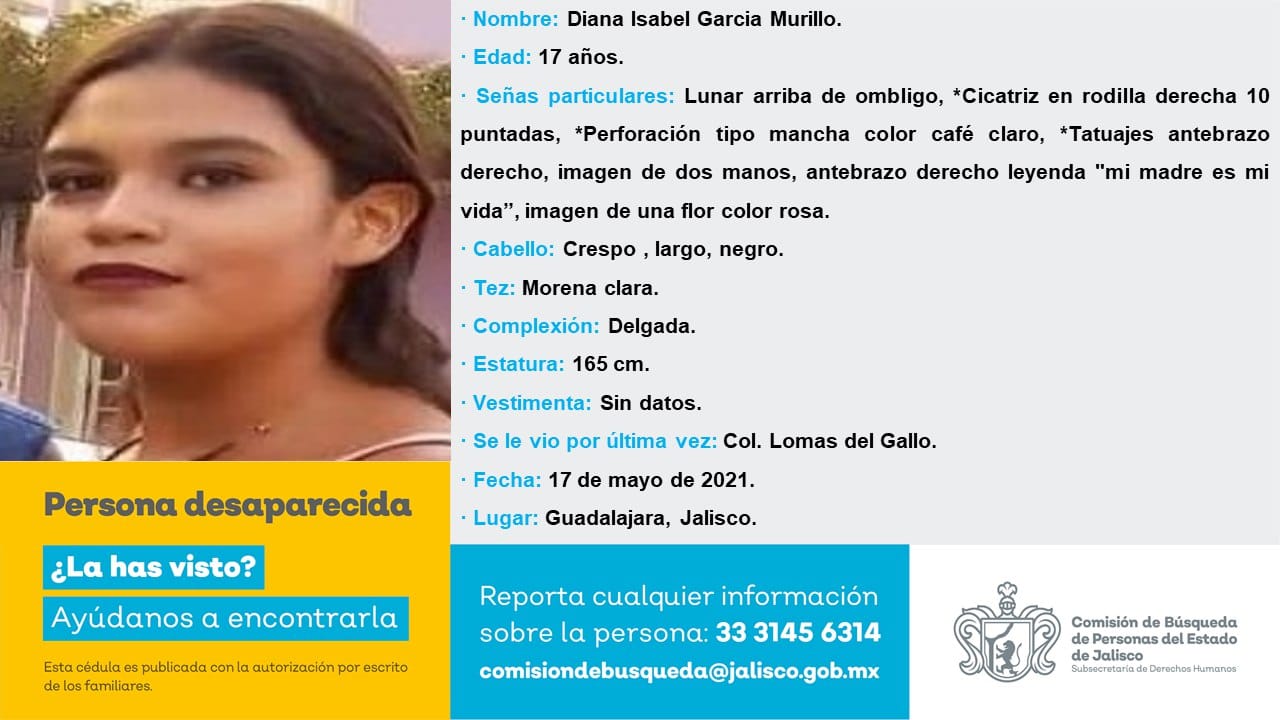 · Nombre: Diana Isabel Garcia Murillo.
· Edad: 17 años.
· Señas particulares: Lunar arriba de ombligo, *Cicatriz en rodilla derecha 10
puntadas, *Perforación tipo mancha color café claro, *Tatuajes antebrazo
derecho, imagen de dos manos, antebrazo derecho leyenda "mi madre es mi
vida”, imagen de una flor color rosa.
· Cabello: Crespo , largo, negro.
· Tez: Morena clara.
· Complexión: Delgada.
· Estatura: 165 cm.
· Vestimenta: Sin datos.
· Se le vio por última vez: Col. Lomas del Gallo.
· Fecha: 17 de mayo de 2021.
· Lugar: Guadalajara, Jalisco.
Persona desaparecida
¿La has visto?
Ayúdanos a encontrarla
Esta cédula es publicada con la autorización por escrito
de los familiares.
Reporta cualquier información
sobre la persona: 33 3145 6314
comisiondebusqueda@jalisco.gob.mx
Comisión de Búsqueda
de Personas del Estado
de Jalisco
Subsecretaría de Derechos Humanos